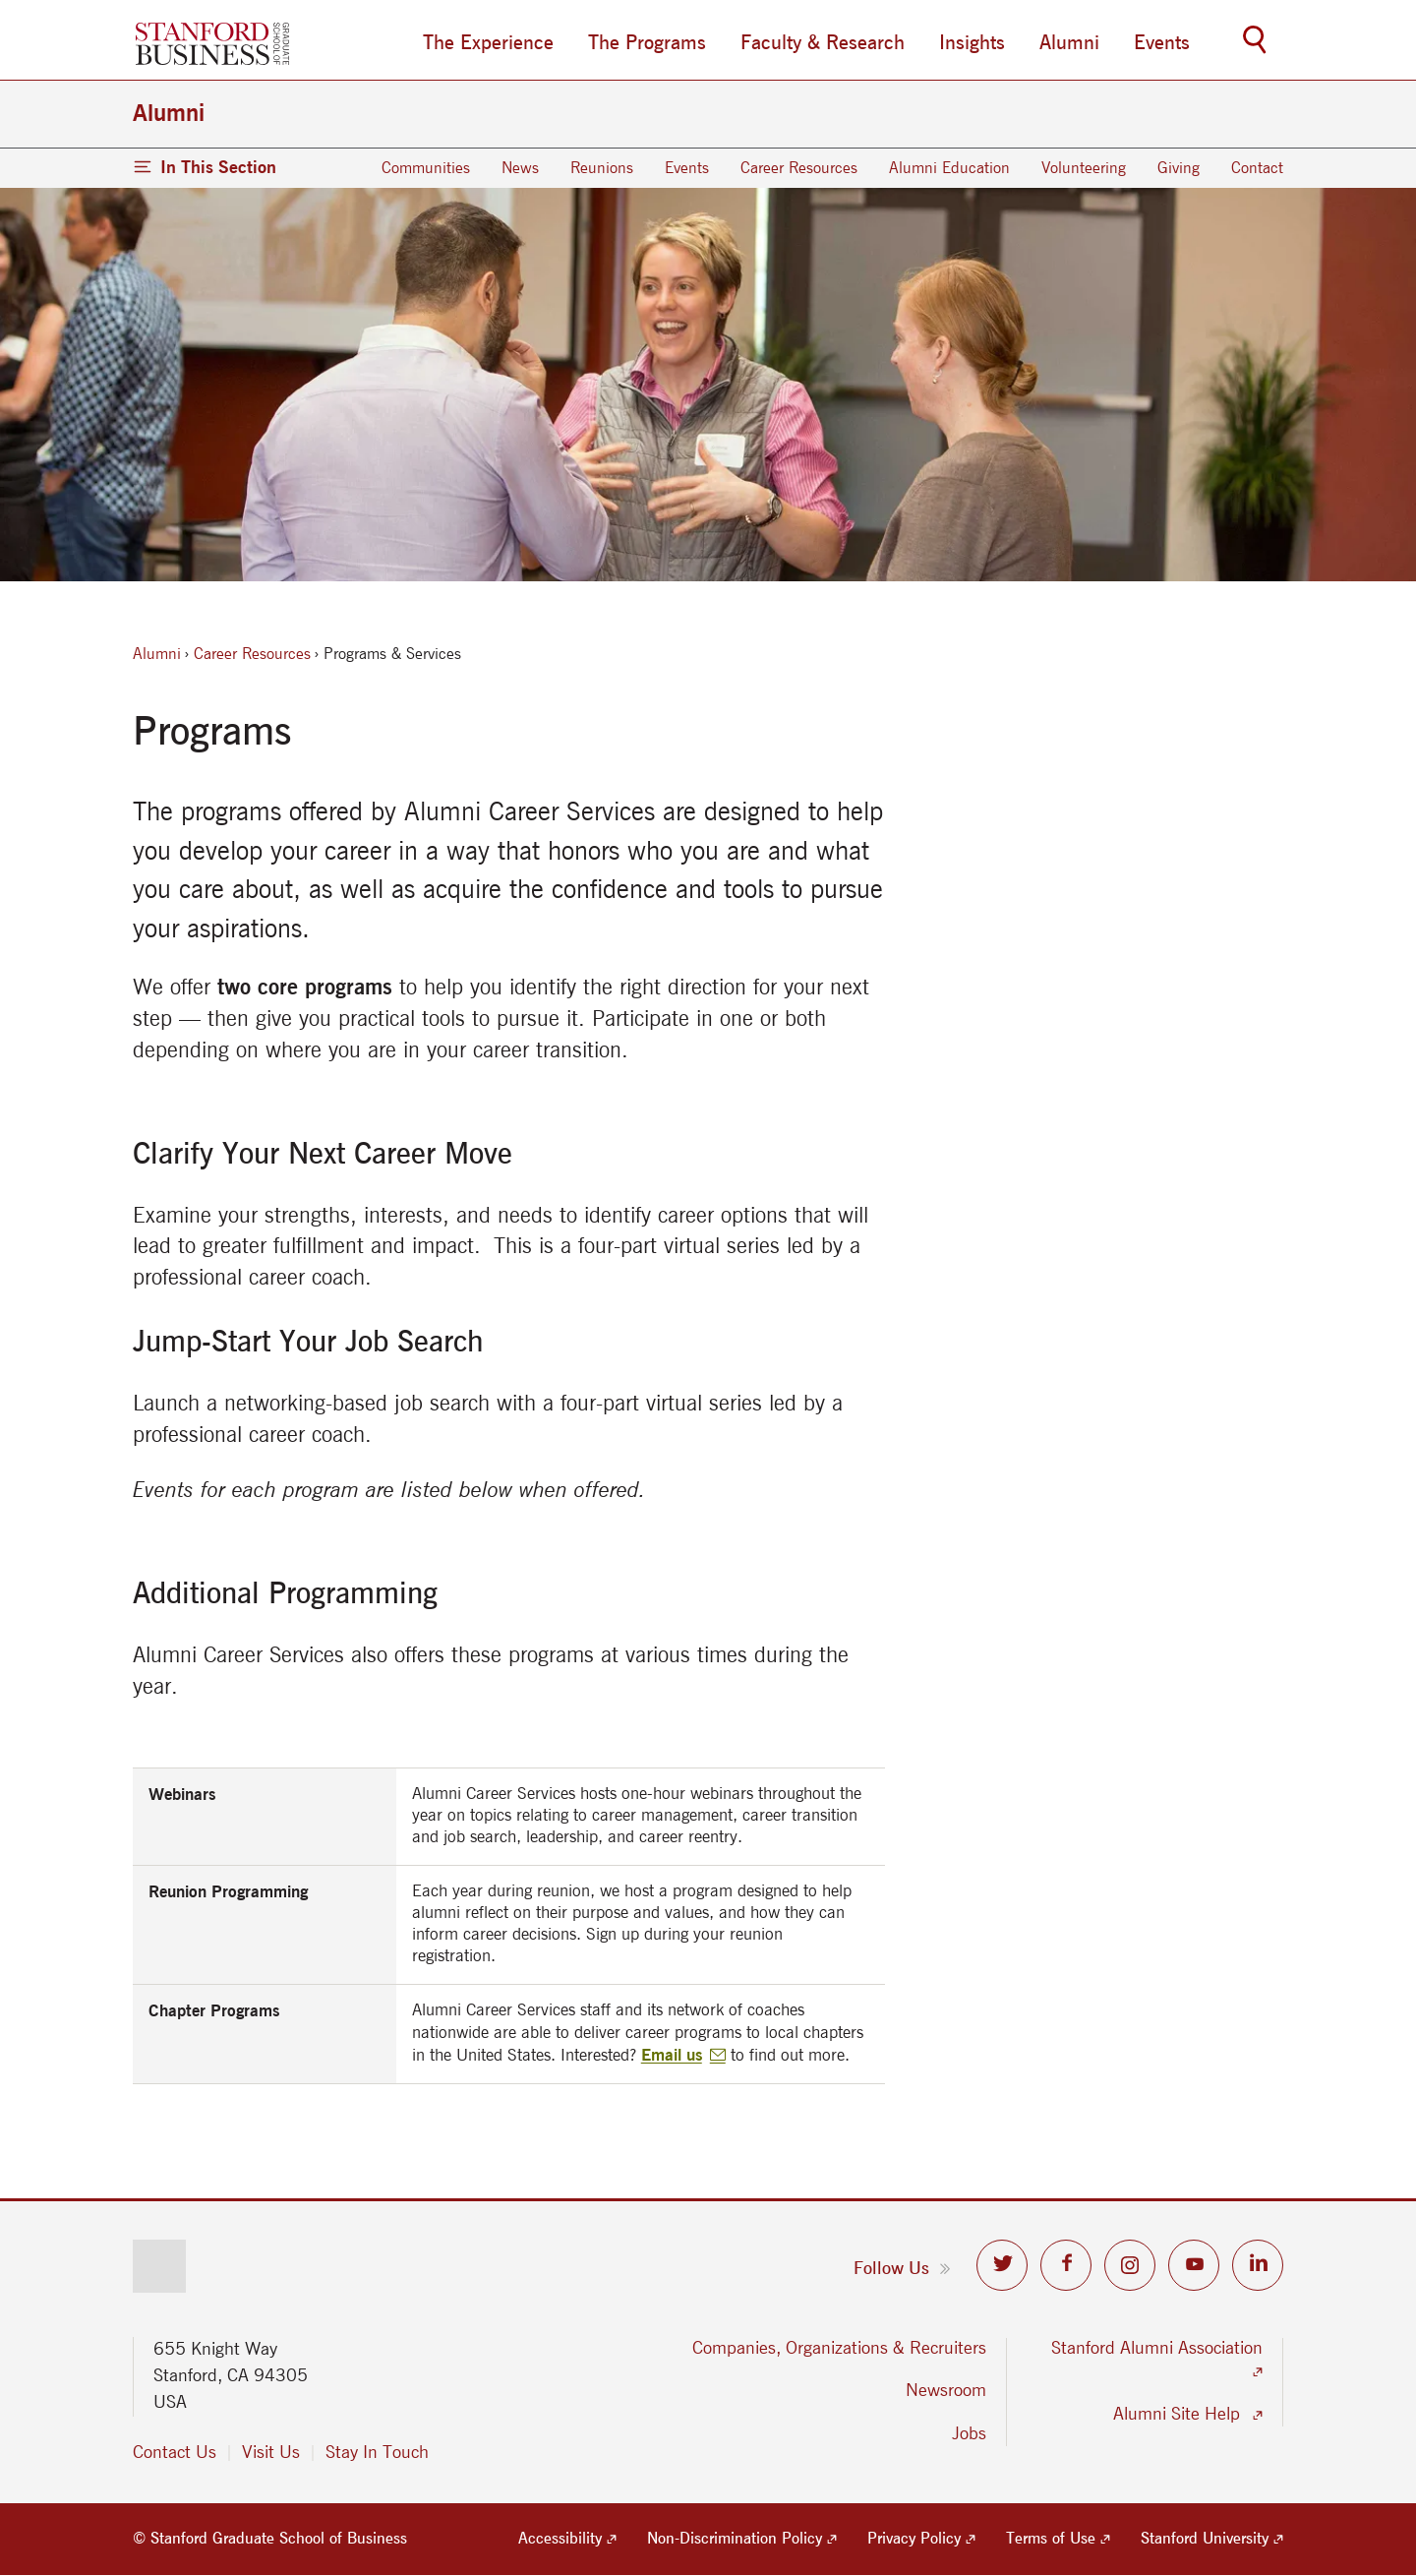 STANFORD
BUSINESS
GRADUATE
SCHOOL OF
The Experience
The Programs
Faculty & Research
Insights
Alumni
Events
Alumni
In This Section
Communities
News
Reunions
Events
Career Resources
Alumni Education
Volunteering
Giving
Contact
Alumni › Career Resources › Programs & Services
Programs
The programs offered by Alumni Career Services are designed to help
you develop your career in a way that honors who you are and what
you care about, as well as acquire the confidence and tools to pursue
your aspirations.
We offer two core programs to help you identify the right direction for your next
step — then give you practical tools to pursue it. Participate in one or both
depending on where you are in your career transition.
Clarify Your Next Career Move
Examine your strengths, interests, and needs to identify career options that will
lead to greater fulfillment and impact.  This is a four-part virtual series led by a
professional career coach.
Jump-Start Your Job Search
Launch a networking-based job search with a four-part virtual series led by a
professional career coach.
Events for each program are listed below when offered.
Additional Programming
Alumni Career Services also offers these programs at various times during the
year.
Webinars
Alumni Career Services hosts one-hour webinars throughout the
year on topics relating to career management, career transition
and job search, leadership, and career reentry.
Reunion Programming
Each year during reunion, we host a program designed to help
alumni reflect on their purpose and values, and how they can
inform career decisions. Sign up during your reunion
registration.
Chapter Programs
Alumni Career Services staff and its network of coaches
nationwide are able to deliver career programs to local chapters
in the United States. Interested? Email us to find out more.
Follow Us
655 Knight Way
Stanford, CA 94305
USA
Contact Us
Visit Us
Stay In Touch
Companies, Organizations & Recruiters
Newsroom
Jobs
Stanford Alumni Association
Alumni Site Help
© Stanford Graduate School of Business
Accessibility
Non-Discrimination Policy
Privacy Policy
Terms of Use
Stanford University